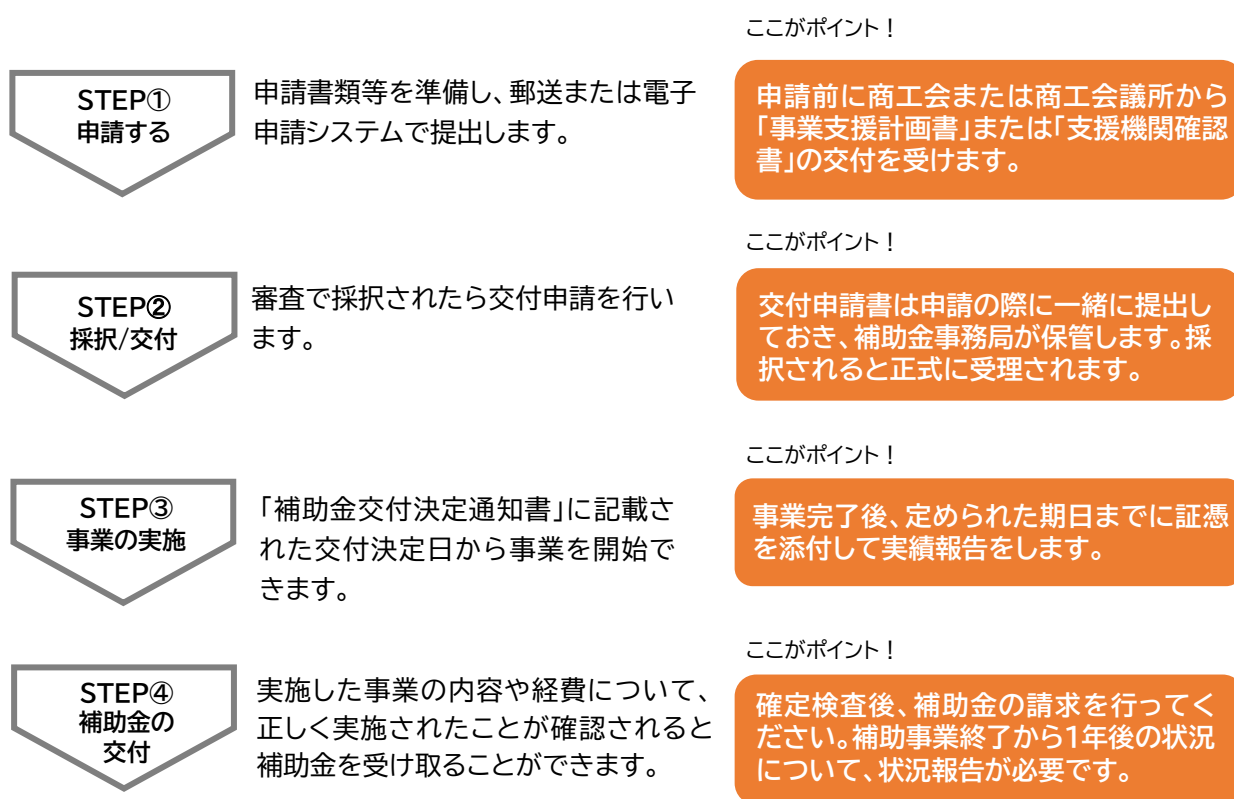 ここがポイント！
STEP①
申請する
申請書類等を準備し、郵送または電子
申請システムで提出します。
申請前に商工会または商工会議所から
「事業支援計画書」または「支援機関確認
書」の交付を受けます。
ここがポイント！
STEP②
採択/交付
審査で採択されたら交付申請を行い
ます。
交付申請書は申請の際に一緒に提出し
ておき、補助金事務局が保管します。採
択されると正式に受理されます。
ここがポイント！
STEP③
事業の実施
「補助金交付決定通知書」に記載さ
れた交付決定日から事業を開始で
きます。
事業完了後、定められた期日までに証憑
を添付して実績報告をします。
ここがポイント！
STEP④
補助金の
交付
実施した事業の内容や経費について、
正しく実施されたことが確認されると
補助金を受け取ることができます。
確定検査後、補助金の請求を行ってく
ださい。補助事業終了から1年後の状況
について、状況報告が必要です。